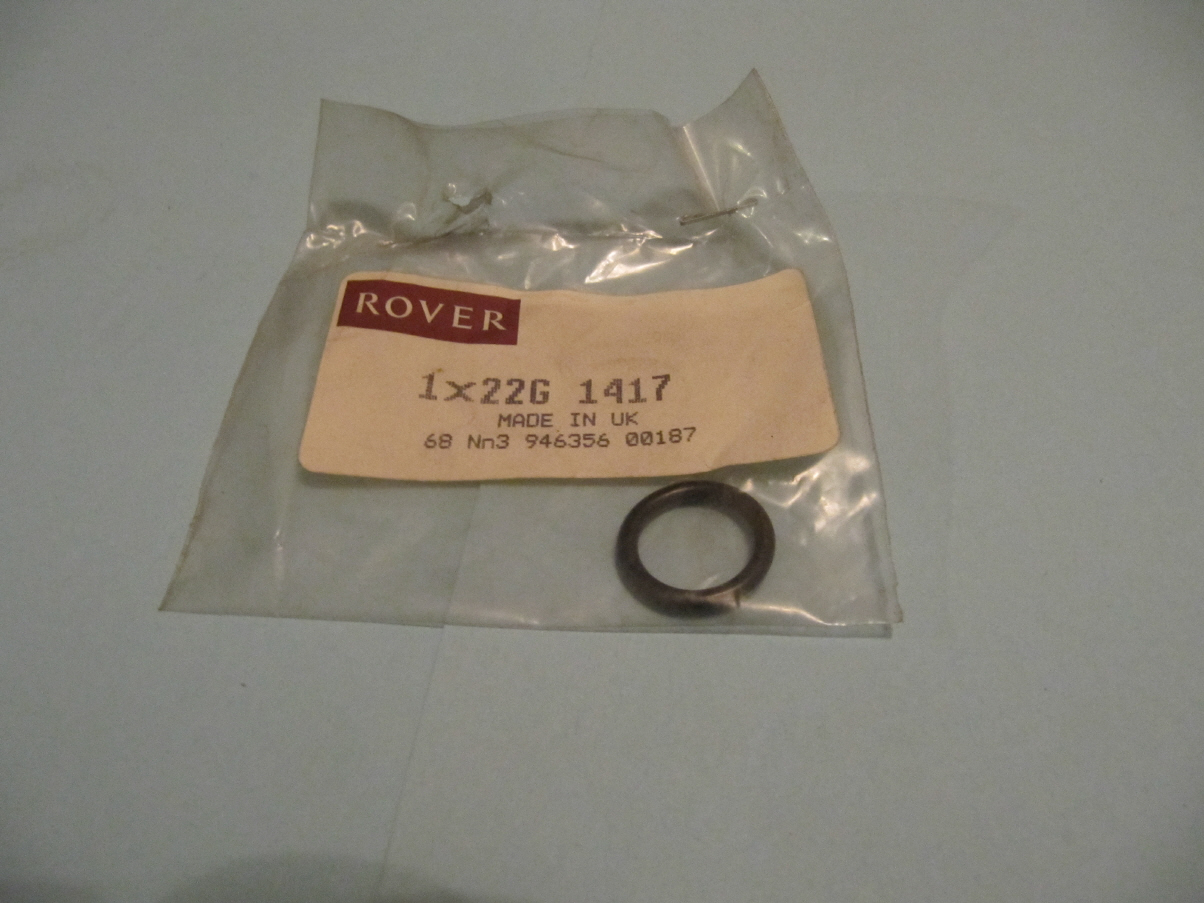 ROVER
1x22G 1417
MADE IN UK
68 Nn3 946356 00187